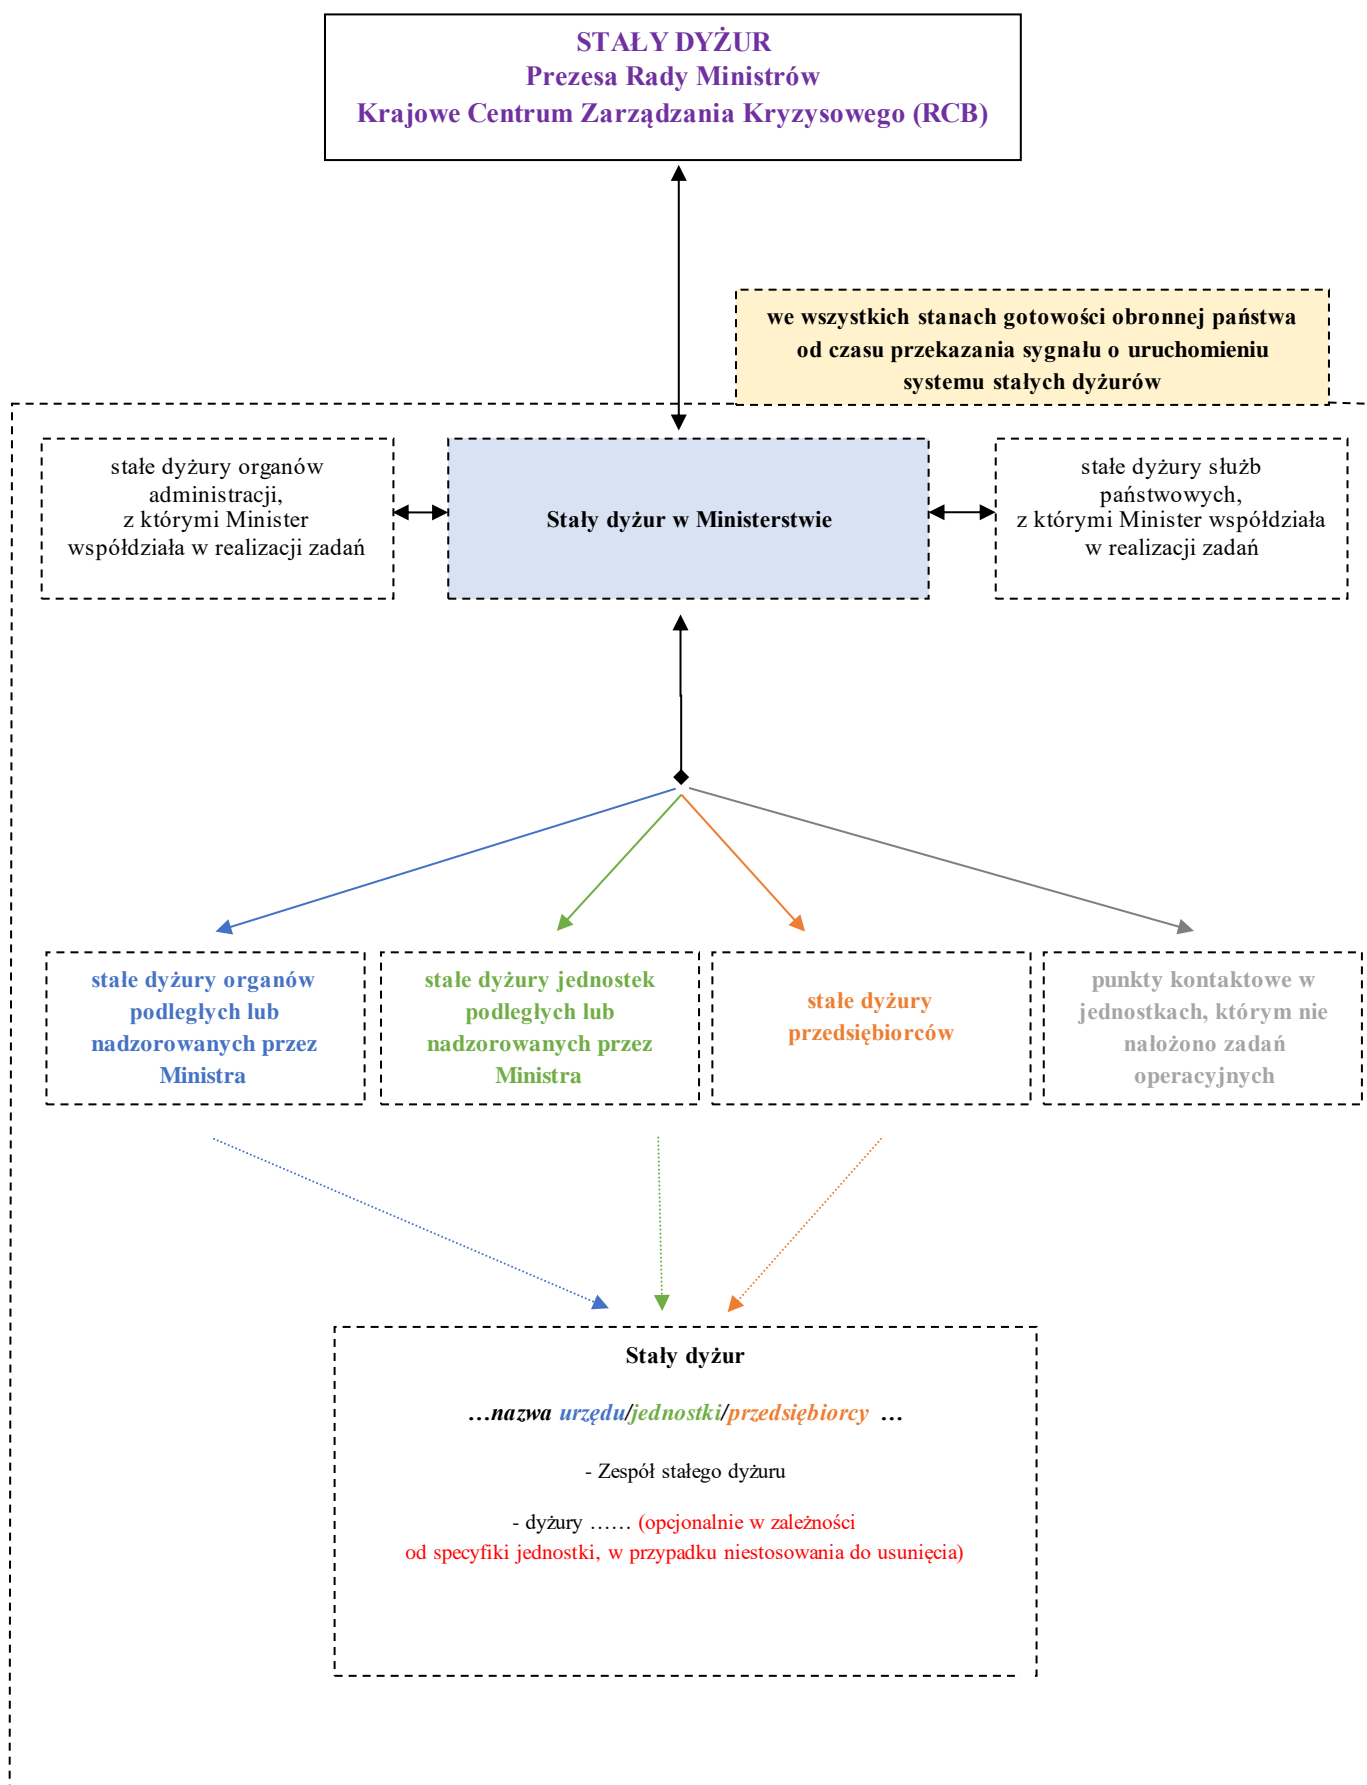 STAŁY DYŻUR
Prezesa Rady Ministrów
Krajowe Centrum Zarządzania Kryzysowego (RCB)
we wszystkich stanach gotowości obronnej państwa
od czasu przekazania sygnału o uruchomieniu
systemu stałych dyżurów
stałe dyżury organów
administracji,
z którymi Minister
współdziała w realizacji zadań
Stały dyżur w Ministerstwie
stałe dyżury służb
państwowych,
z którymi Minister współdziała
w realizacji zadań
stałe dyżury organów
podległych lub
nadzorowanych przez
Ministra
stałe dyżury jednostek
podległych lub
nadzorowanych przez
Ministra
stałe dyżury
przedsiębiorców
punkty kontaktowe w
jednostkach, którym nie
nałożono zadań
operacyjnych
Stały dyżur
…nazwa urzędu/jednostki/przedsiębiorcy …
- Zespół stałego dyżuru
- dyżury …… (opcjonalnie w zależności
od specyfiki jednostki, w przypadku niestosowania do usunięcia)